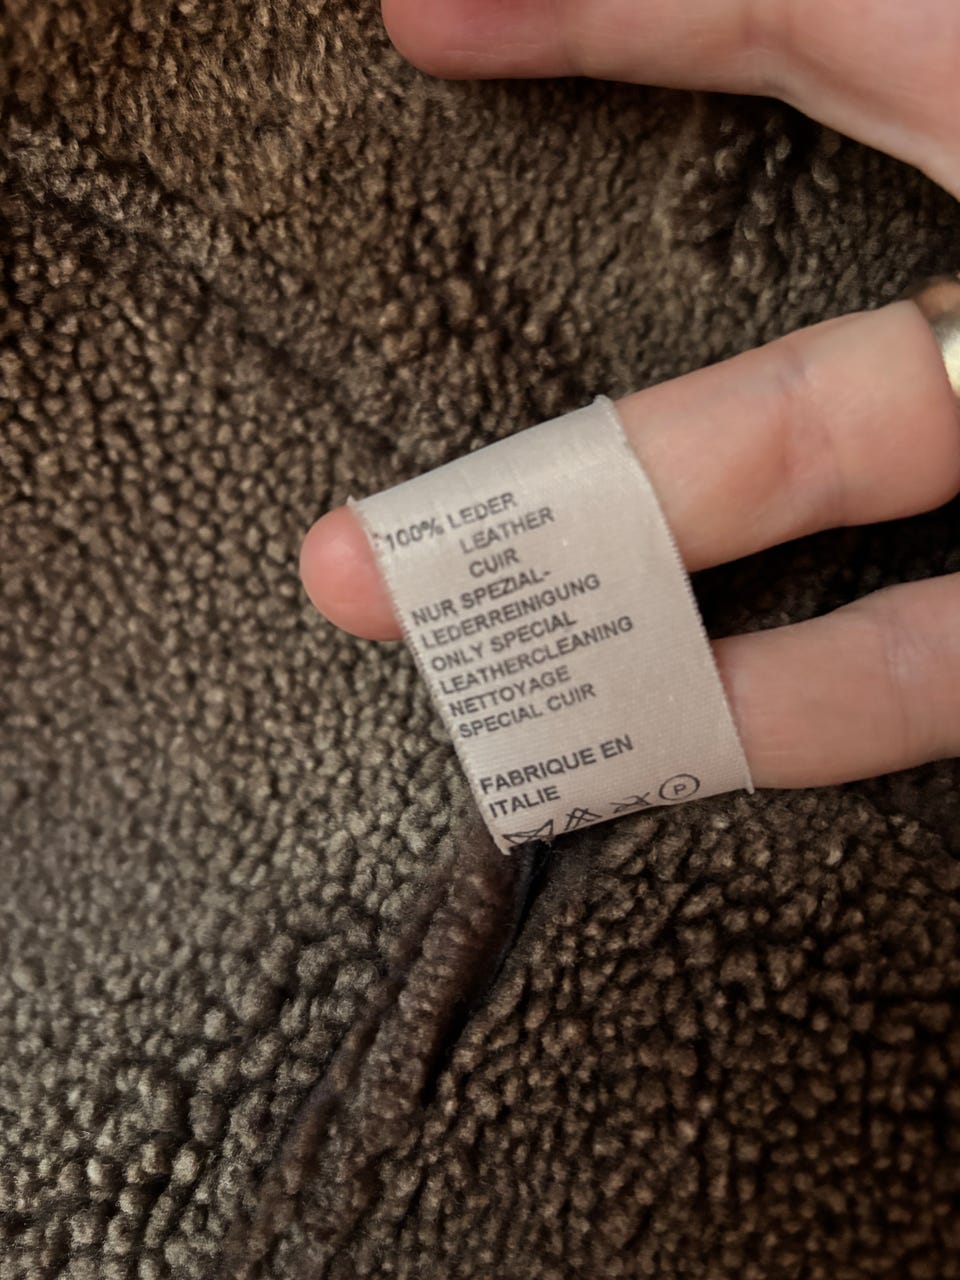 100% LEDER
LEATHER
CUIR
NUR SPEZIAL-
LEDERREINIGUNG
ONLY SPECIAL
LEATHERCLEANING
NETTOYAGE
SPECIAL CUIR
FABRIQUE EN
ITALIE
P